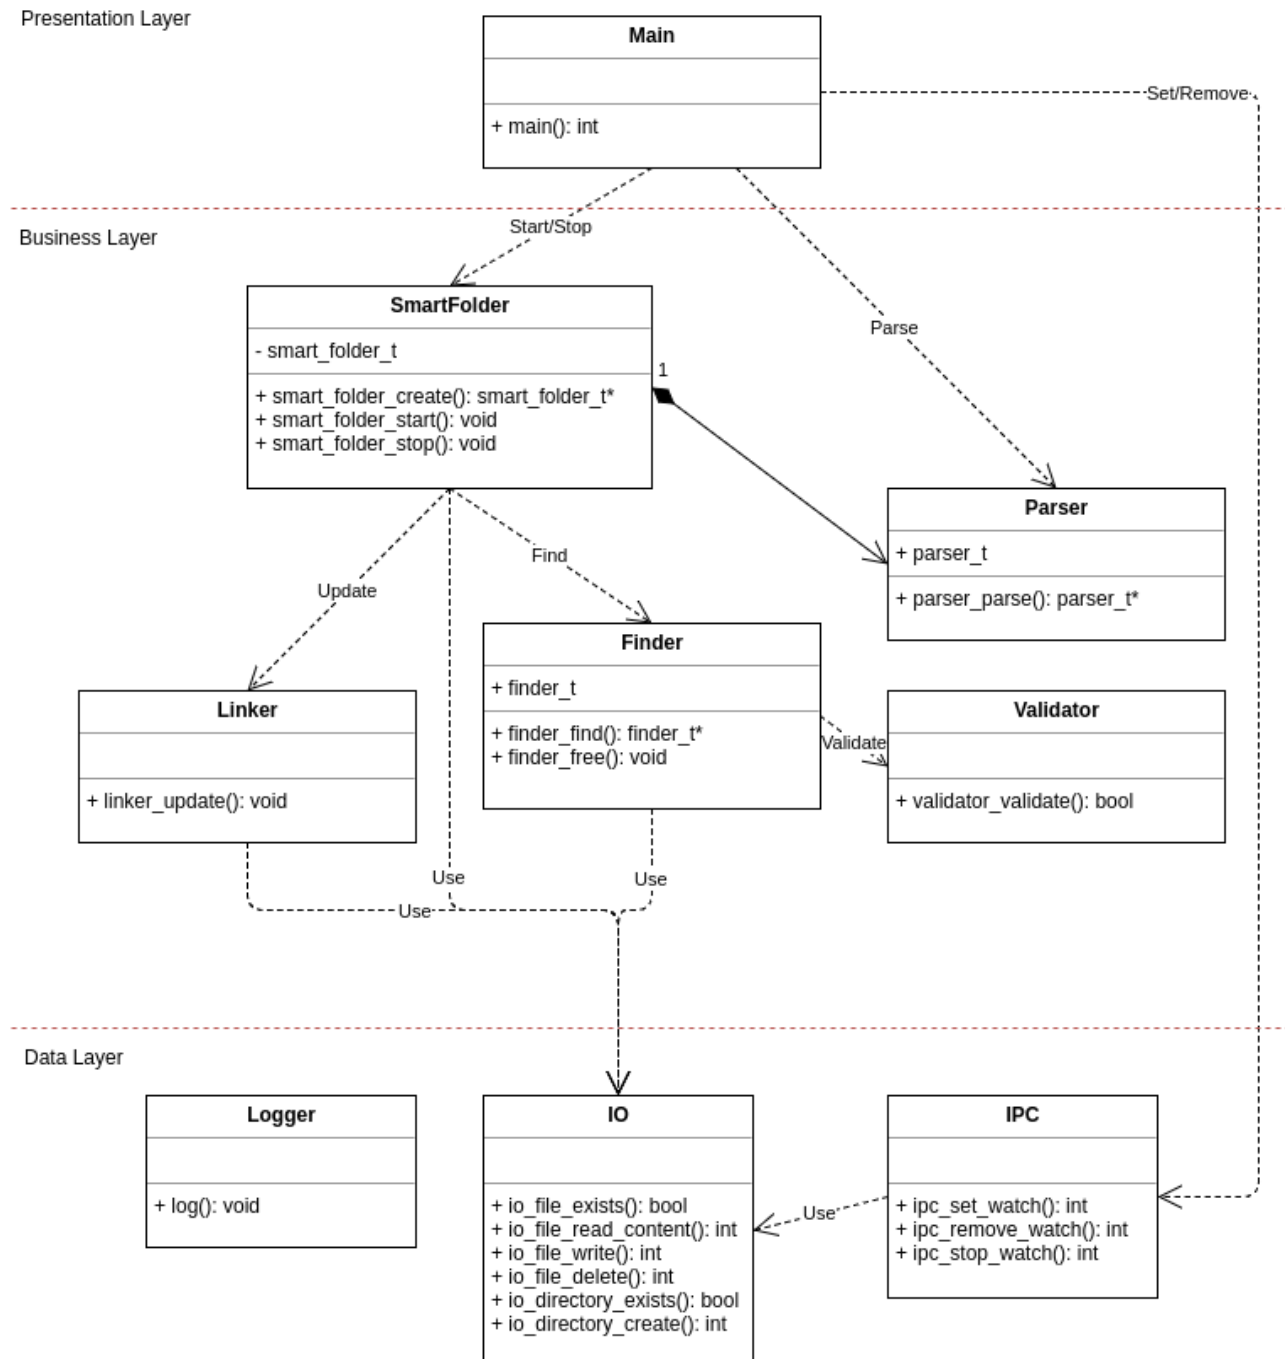 Presentation Layer
Main
+ main(): int
Set/Remove
Start/Stop
Business Layer
SmartFolder
- smart_folder_t
+ smart_folder_create(): smart_folder_t*
+ smart_folder_start(): void
+ smart_folder_stop(): void
1
Parse
Parser
+ parser_t
+ parser_parse(): parser_t*
Update
Find
Finder
+ finder_t
+ finder_find(): finder_t*
+ finder_free(): void
Linker
+ linker_update(): void
Validate
Validator
+ validator_validate(): bool
Use
Use
Use
Data Layer
Logger
+ log(): void
IO
+ io_file_exists(): bool
+ io_file_read_content(): int
+ io_file_write(): int
+ io_file_delete(): int
+ io_directory_exists(): bool
+ io_directory_create(): int
Use
IPC
+ ipc_set_watch(): int
+ ipc_remove_watch(): int
+ ipc_stop_watch(): int